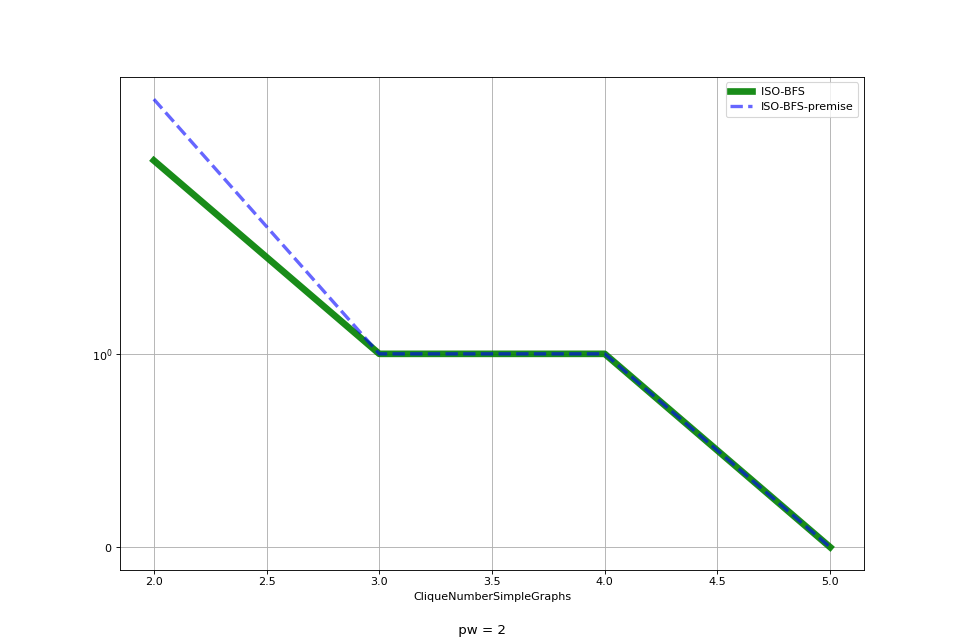 ISO-BFS
ISO-BFS-premise
10⁰
0
2.0 2.5 3.0 3.5 4.0 4.5 5.0
CliqueNumberSimpleGraphs
pw = 2